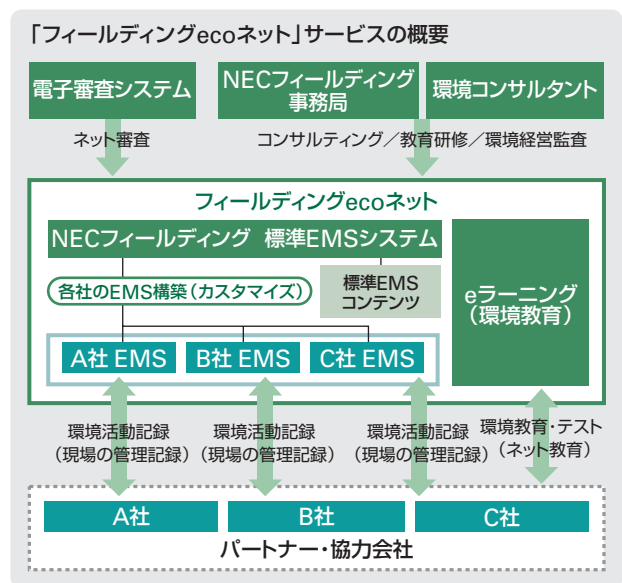 「フィールディングecoネット」サービスの概要
電子審査システム
NECフィールディング
事務局
環境コンサルタント
ネット審査
コンサルティング／教育研修／環境経営監査
フィールディングecoネット
NECフィールディング 標準EMSシステム
各社のEMS構築（カスタマイズ）
標準EMS
コンテンツ
eラーニング
（環境教育）
A社 EMS
B社 EMS
C社 EMS
環境活動記録
（現場の管理記録）
環境活動記録
（現場の管理記録）
環境活動記録
（現場の管理記録）
環境教育・テスト
（ネット教育）
A社
B社
C社
パートナー・協力会社